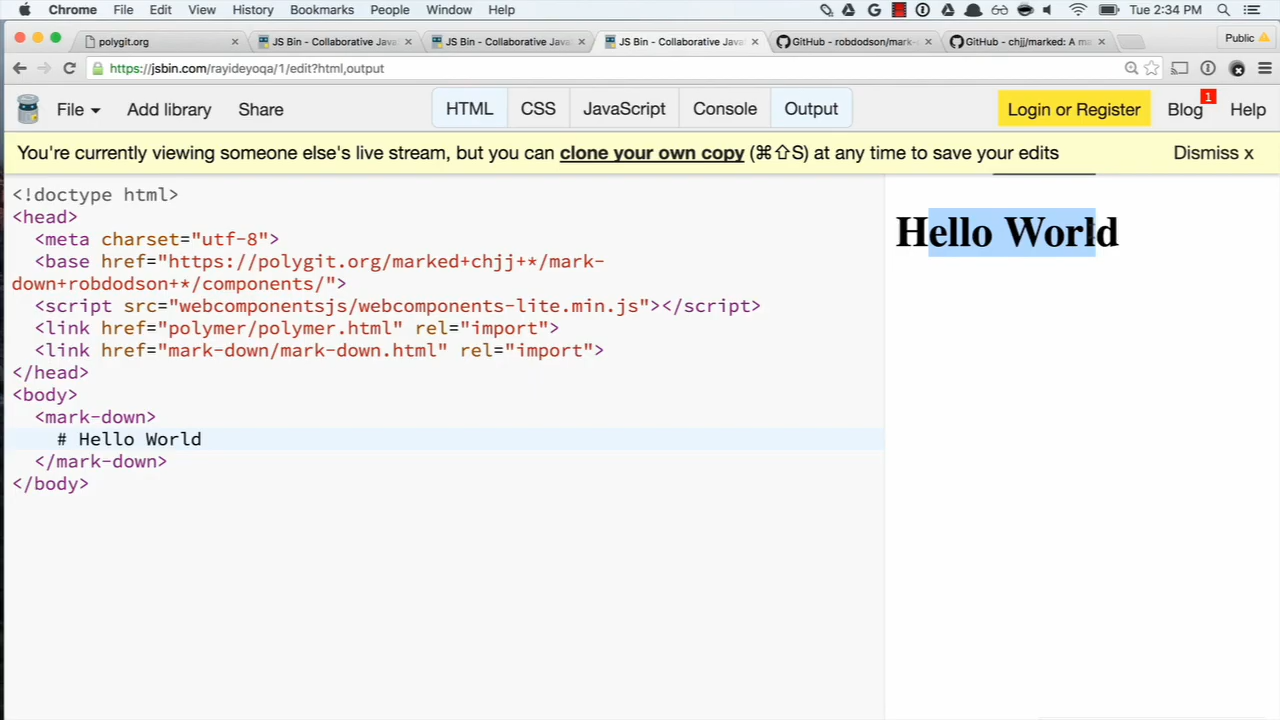 Chrome File Edit View History Bookmarks People Window Help Tue 2:34 PM
polygit.org JS Bin - Collaborative Java JS Bin - Collaborative Java JS Bin - Collaborative Java GitHub - robdodson/mark- GitHub - chjj/marked: A ma Public
https://jsbin.com/rayideyoqa/1/edit?html,output
File Add library Share HTML CSS JavaScript Console Output Login or Register Blog 1 Help
You're currently viewing someone else's live stream, but you can clone your own copy (⌘⇧S) at any time to save your edits Dismiss x
<!doctype html>
<head>
<meta charset="utf-8">
<base href="https://polygit.org/marked+chjj+*/mark-
down+robdodson+*/components/">
<script src="webcomponentsjs/webcomponents-lite.min.js"></script>
<link href="polymer/polymer.html" rel="import">
<link href="mark-down/mark-down.html" rel="import">
</head>
<body>
<mark-down>
# Hello World
</mark-down>
</body>
Hello World